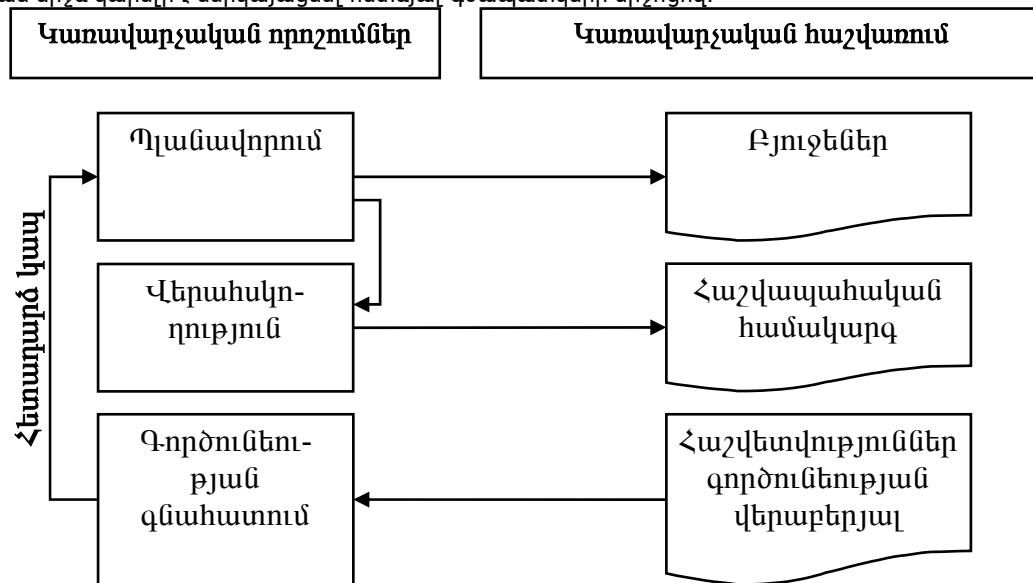 Կառավարչական որոշումներ
Կառավարչական հաշվառում
Պլանավորում
Բյուջեներ
Հետադարձ կապ
Վերահսկո-
ղություն
Հաշվապահական
համակարգ
Գործունեու-
թյան
գնահատում
Հաշվետվություններ
գործունեության
վերաբերյալ